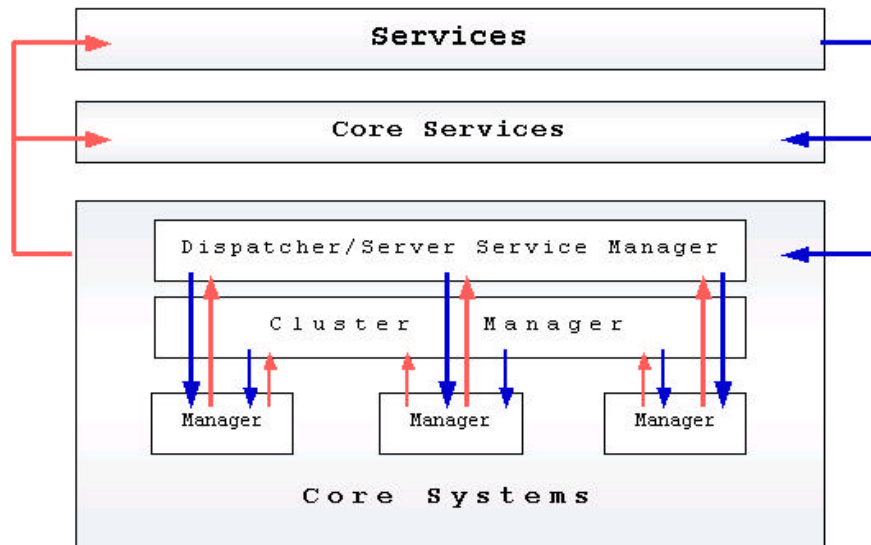 Services
Core Services
Dispatcher/Server Service Manager
Cluster Manager
Manager
Manager
Manager
Core Systems